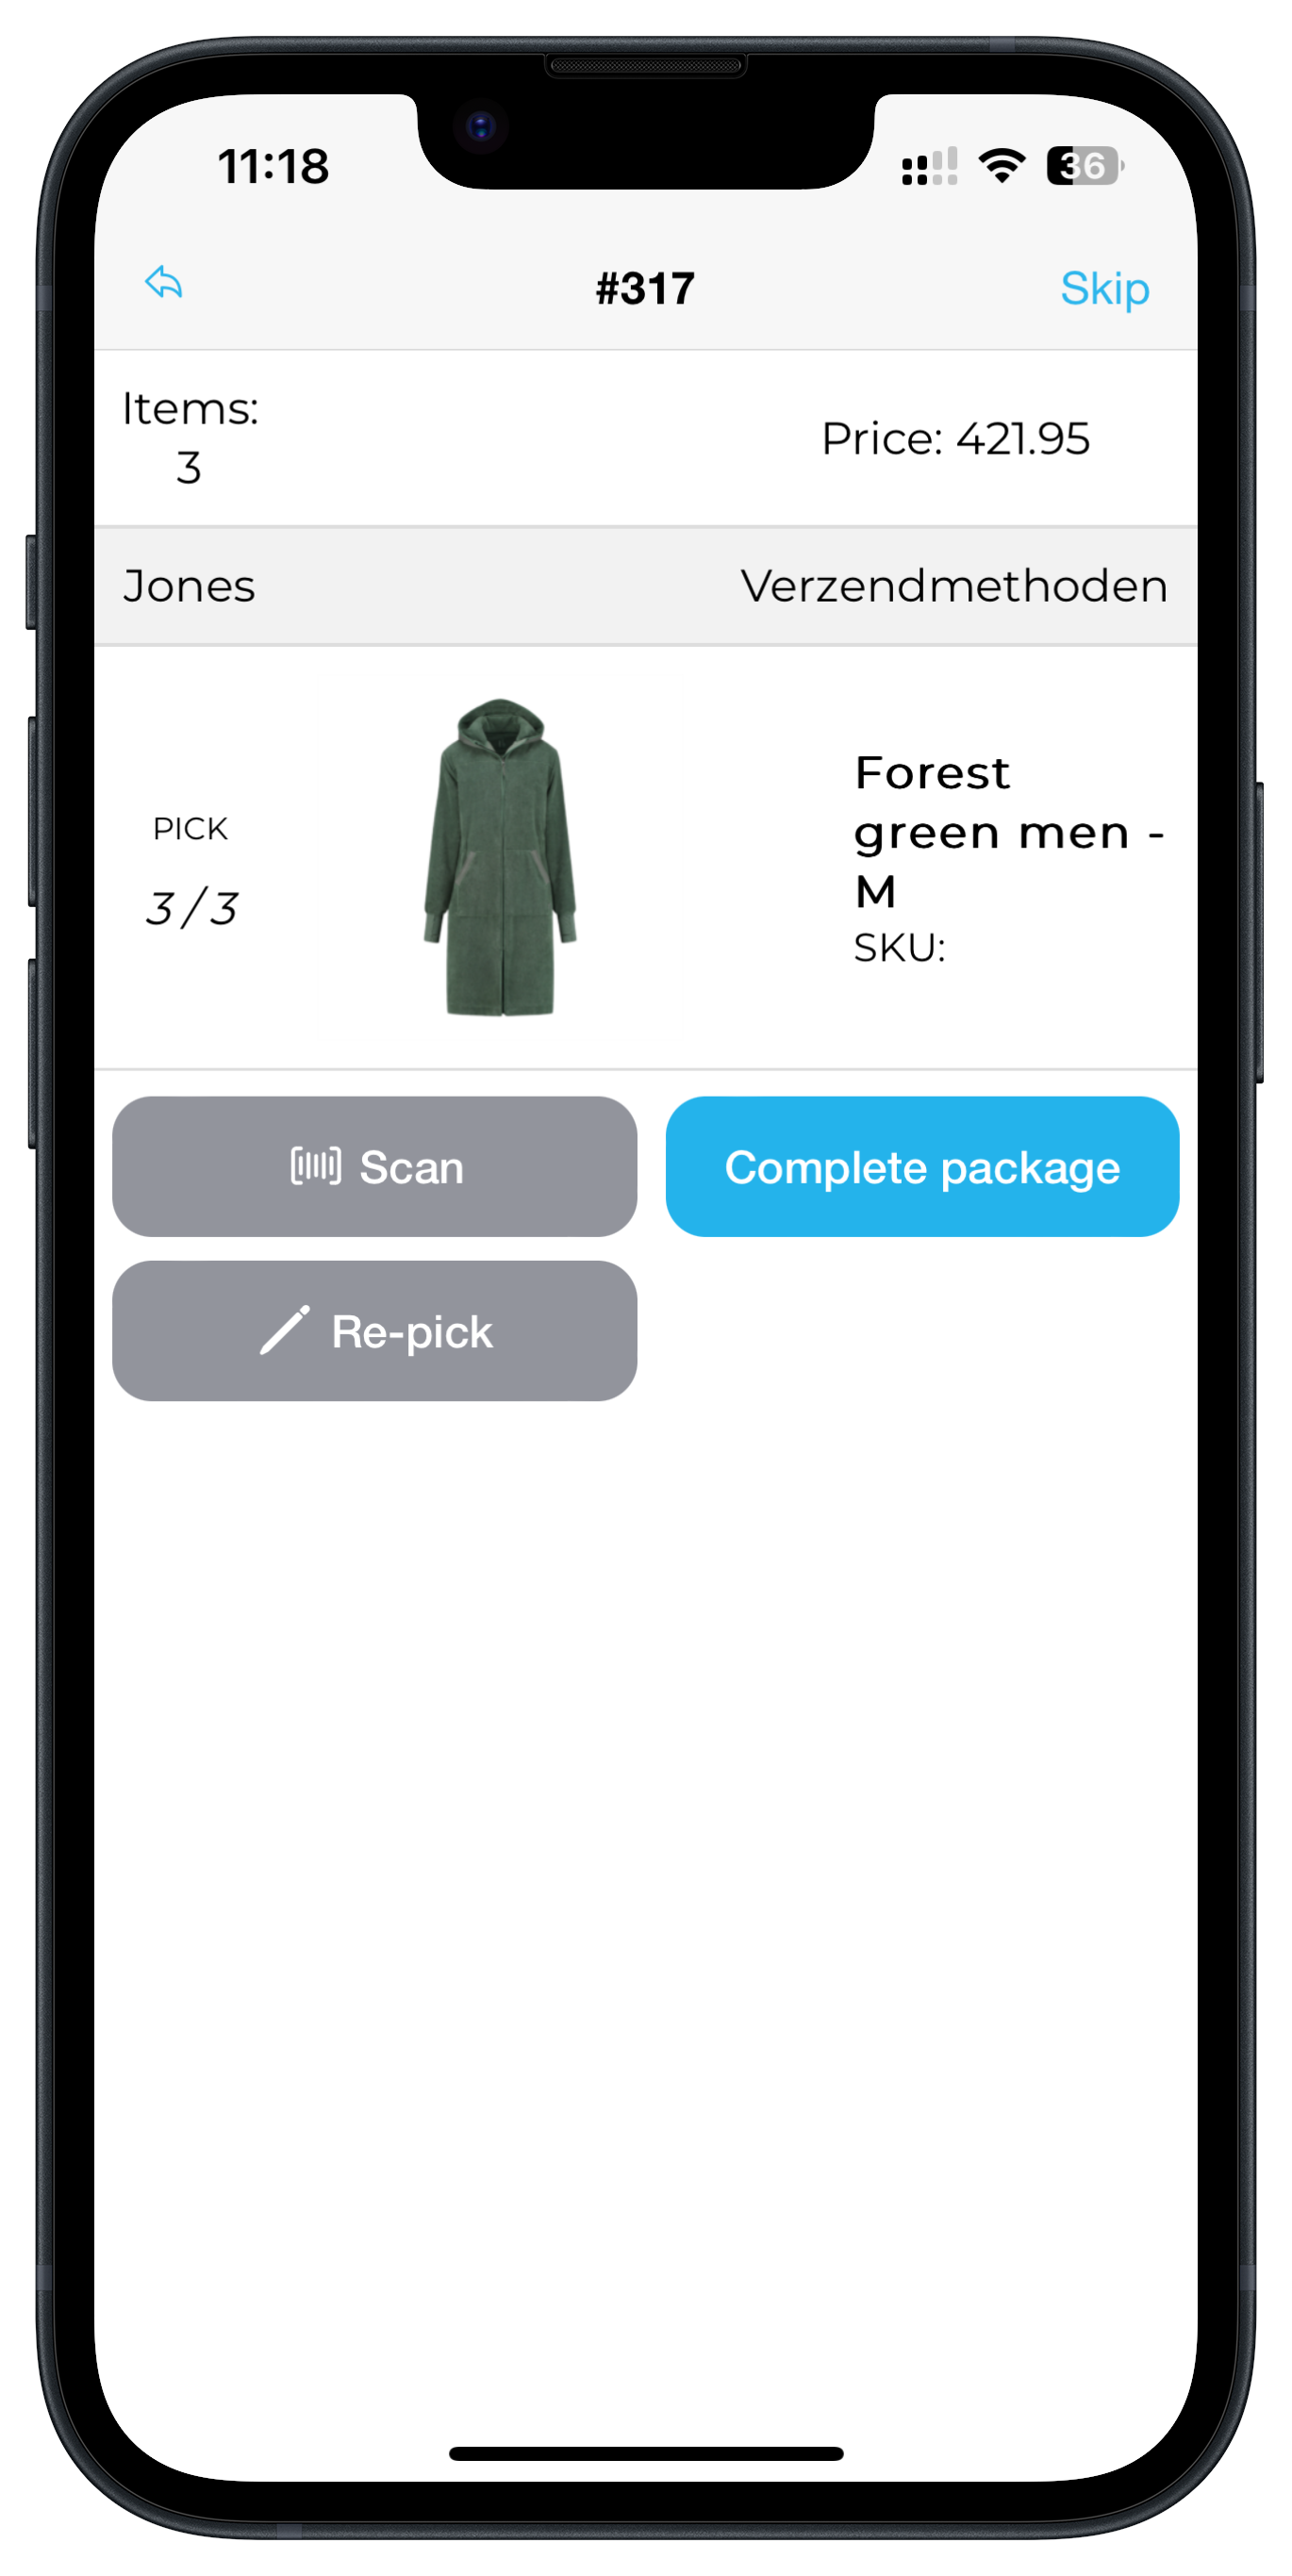 11:18 36
#317 Skip
Items:
3
Price: 421.95
Jones Verzendmethoden
PICK
3 / 3
Forest
green men -
M
SKU:
Scan Complete package
Re-pick